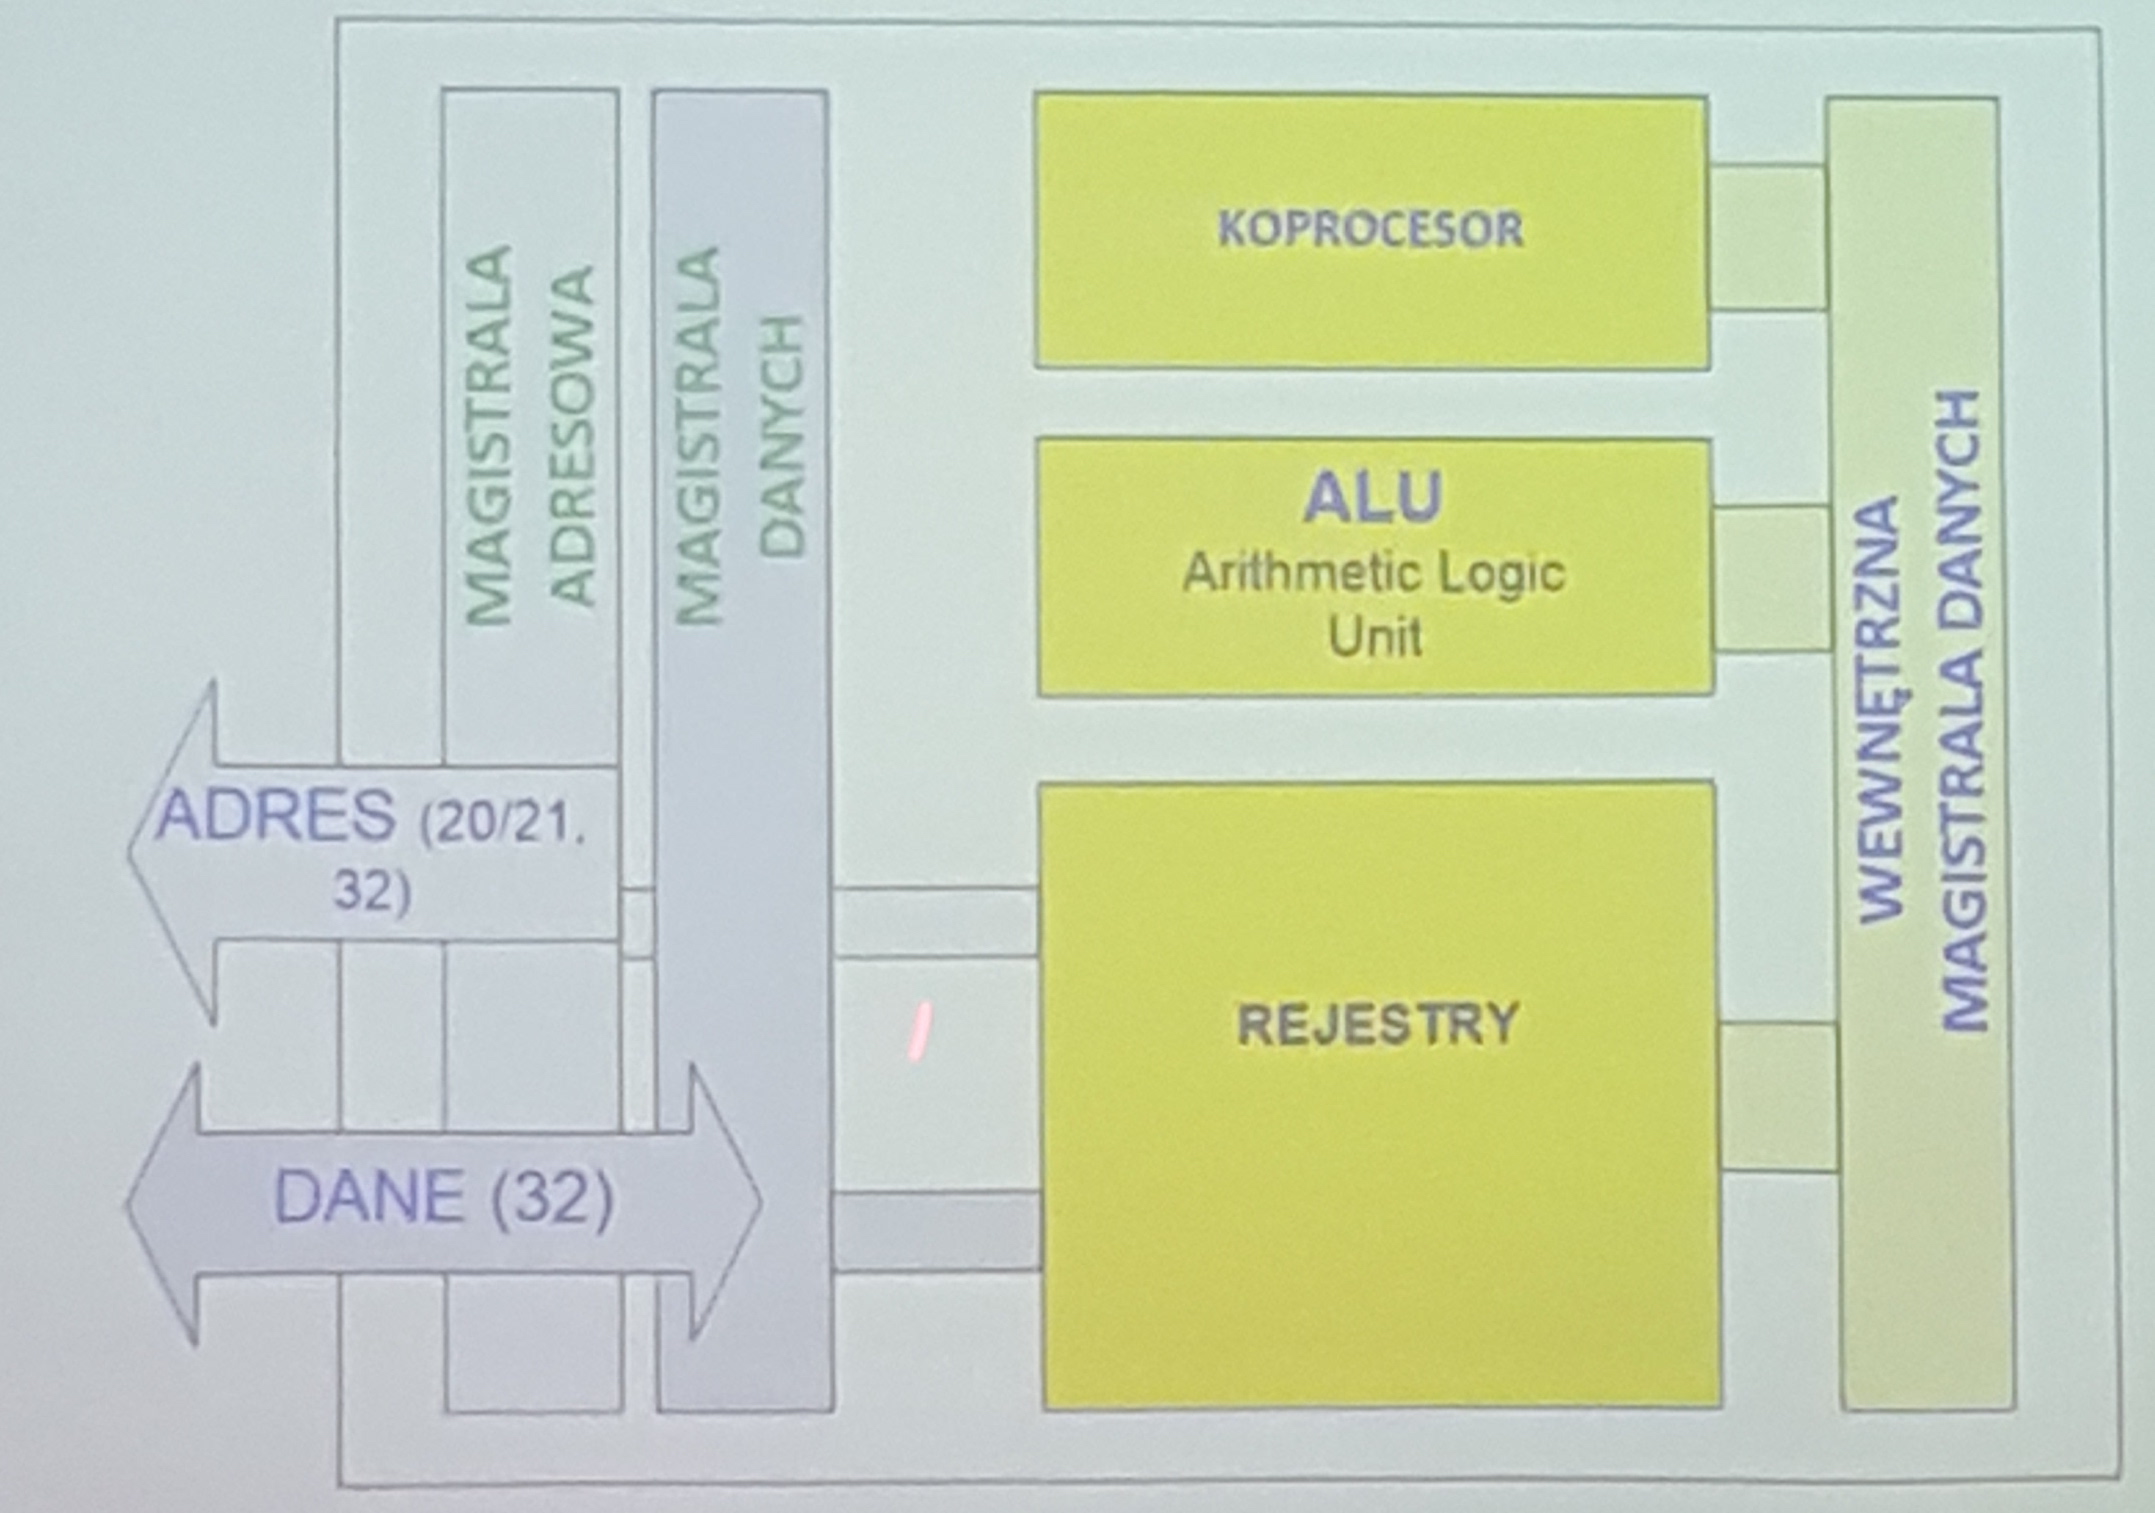 MAGISTRALA
ADRESOWA
MAGISTRALA
DANYCH
KOPROCESOR
ALU
Arithmetic Logic
Unit
WEWNĘTRZNA
MAGISTRALA DANYCH
ADRES (20/21.
32)
REJESTRY
DANE (32)